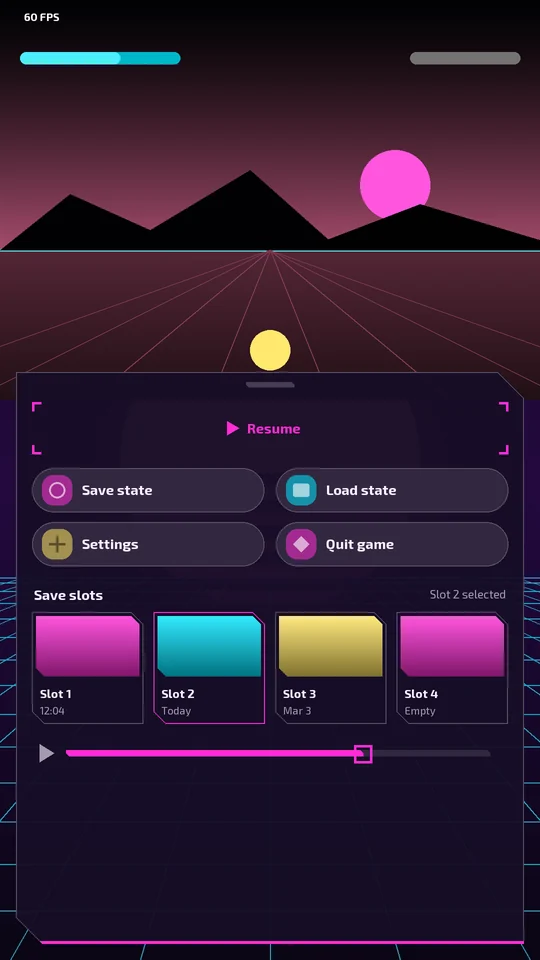 60 FPS
Resume
Save state
Load state
Settings
Quit game
Save slots
Slot 2 selected
Slot 1
12:04
Slot 2
Today
Slot 3
Mar 3
Slot 4
Empty